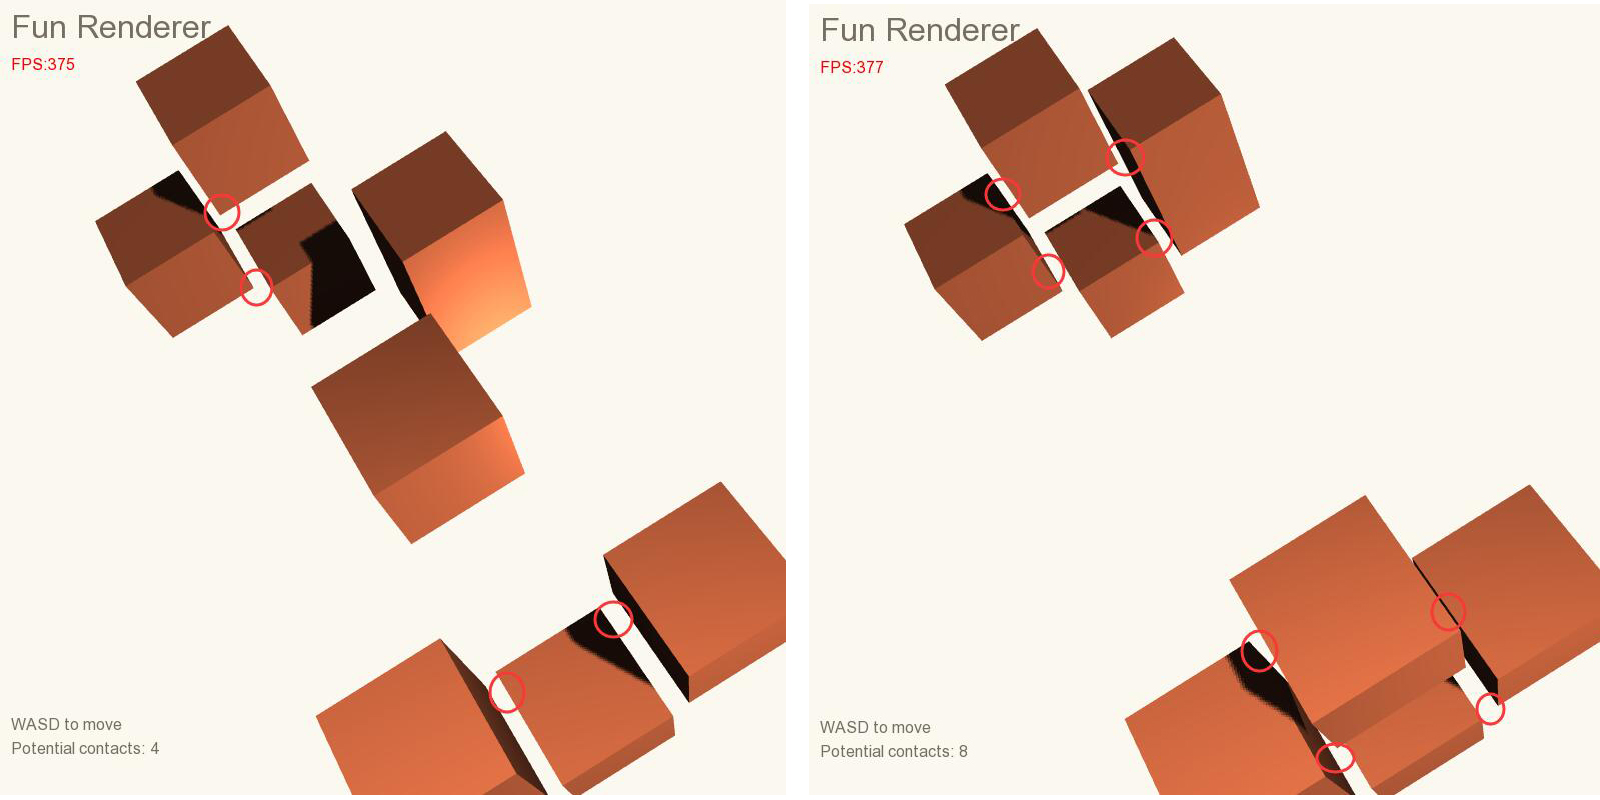 Fun Renderer
FPS:375
WASD to move
Potential contacts: 4
Fun Renderer
FPS:377
WASD to move
Potential contacts: 8